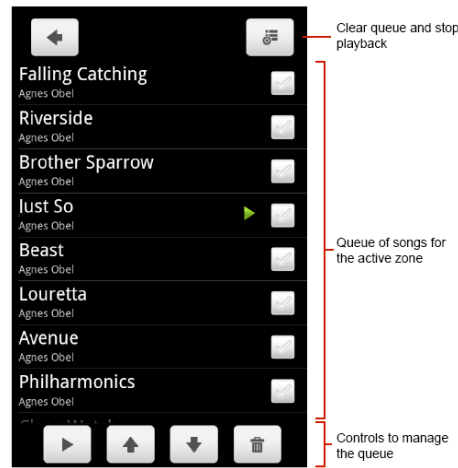 Clear queue and stop
playback
Falling Catching
Agnes Obel
Riverside
Agnes Obel
Brother Sparrow
Agnes Obel
Just So
Agnes Obel
Beast
Agnes Obel
Louretta
Agnes Obel
Avenue
Agnes Obel
Philharmonics
Agnes Obel
Queue of songs for
the active zone
Controls to manage
the queue